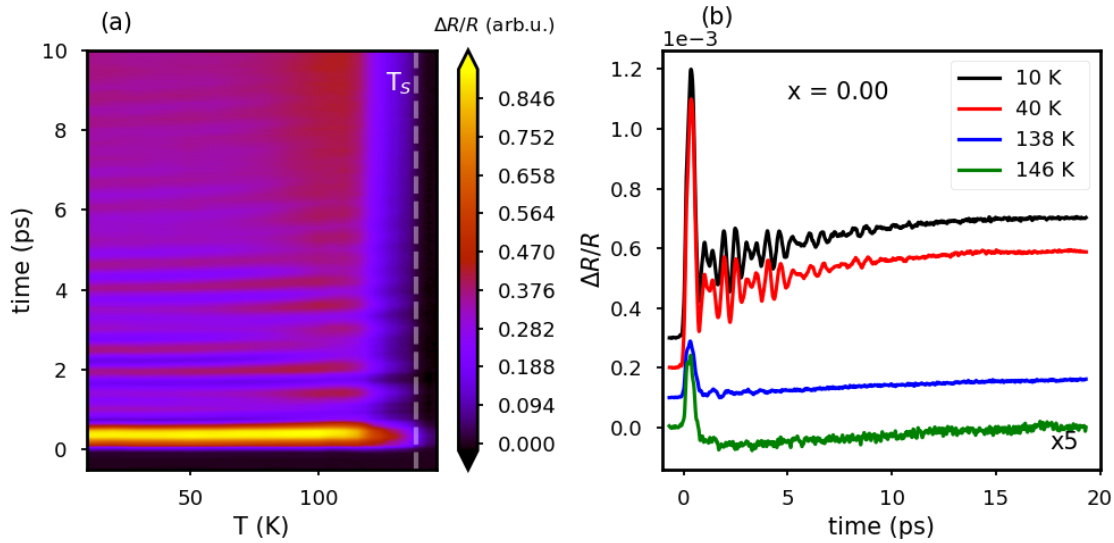 (a)
ΔR/R (arb.u.)
T_S
10
8
6
4
2
0
time (ps)
50
100
T (K)
0.846
0.752
0.658
0.564
0.470
0.376
0.282
0.188
0.094
0.000
(b)
1e−3
x = 0.00
10 K
40 K
138 K
146 K
1.2
1.0
0.8
0.6
0.4
0.2
0.0
ΔR/R
x5
0
5
10
15
20
time (ps)